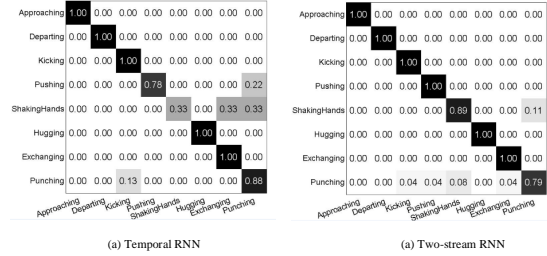 Approaching 1.00 0.00 0.00 0.00 0.00 0.00 0.00 0.00
Departing 0.00 1.00 0.00 0.00 0.00 0.00 0.00 0.00
Kicking 0.00 0.00 1.00 0.00 0.00 0.00 0.00 0.00
Pushing 0.00 0.00 0.00 0.78 0.00 0.00 0.00 0.22
ShakingHands 0.00 0.00 0.00 0.00 0.33 0.00 0.33 0.33
Hugging 0.00 0.00 0.00 0.00 0.00 1.00 0.00 0.00
Exchanging 0.00 0.00 0.00 0.00 0.00 0.00 1.00 0.00
Punching 0.00 0.00 0.13 0.00 0.00 0.00 0.00 0.88
Approaching Departing Kicking Pushing ShakingHands Hugging Exchanging Punching
(a) Temporal RNN
Approaching 1.00 0.00 0.00 0.00 0.00 0.00 0.00 0.00
Departing 0.00 1.00 0.00 0.00 0.00 0.00 0.00 0.00
Kicking 0.00 0.00 1.00 0.00 0.00 0.00 0.00 0.00
Pushing 0.00 0.00 0.00 1.00 0.00 0.00 0.00 0.00
ShakingHands 0.00 0.00 0.00 0.00 0.89 0.00 0.00 0.11
Hugging 0.00 0.00 0.00 0.00 0.00 1.00 0.00 0.00
Exchanging 0.00 0.00 0.00 0.00 0.00 0.00 1.00 0.00
Punching 0.00 0.00 0.04 0.04 0.08 0.00 0.04 0.79
Approaching Departing Kicking Pushing ShakingHands Hugging Exchanging Punching
(a) Two-stream RNN